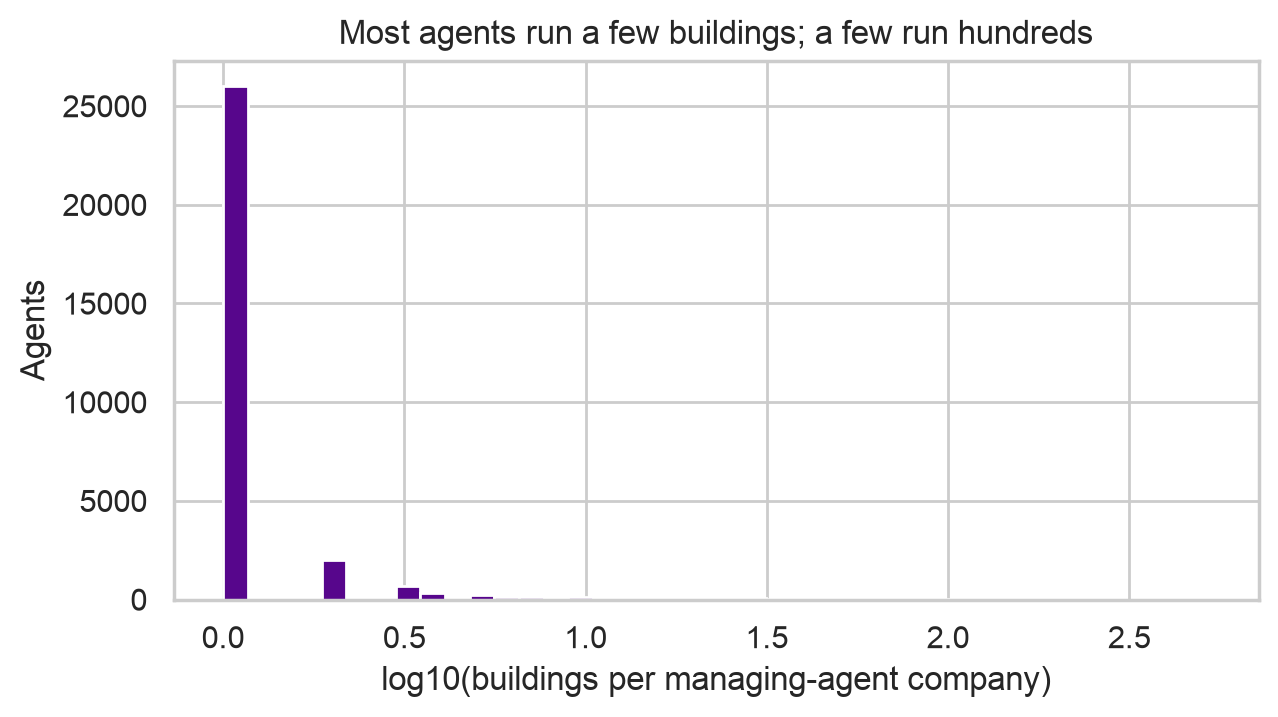 Most agents run a few buildings; a few run hundreds
25000
20000
15000
10000
5000
0
Agents
0.0 0.5 1.0 1.5 2.0 2.5
log10(buildings per managing-agent company)